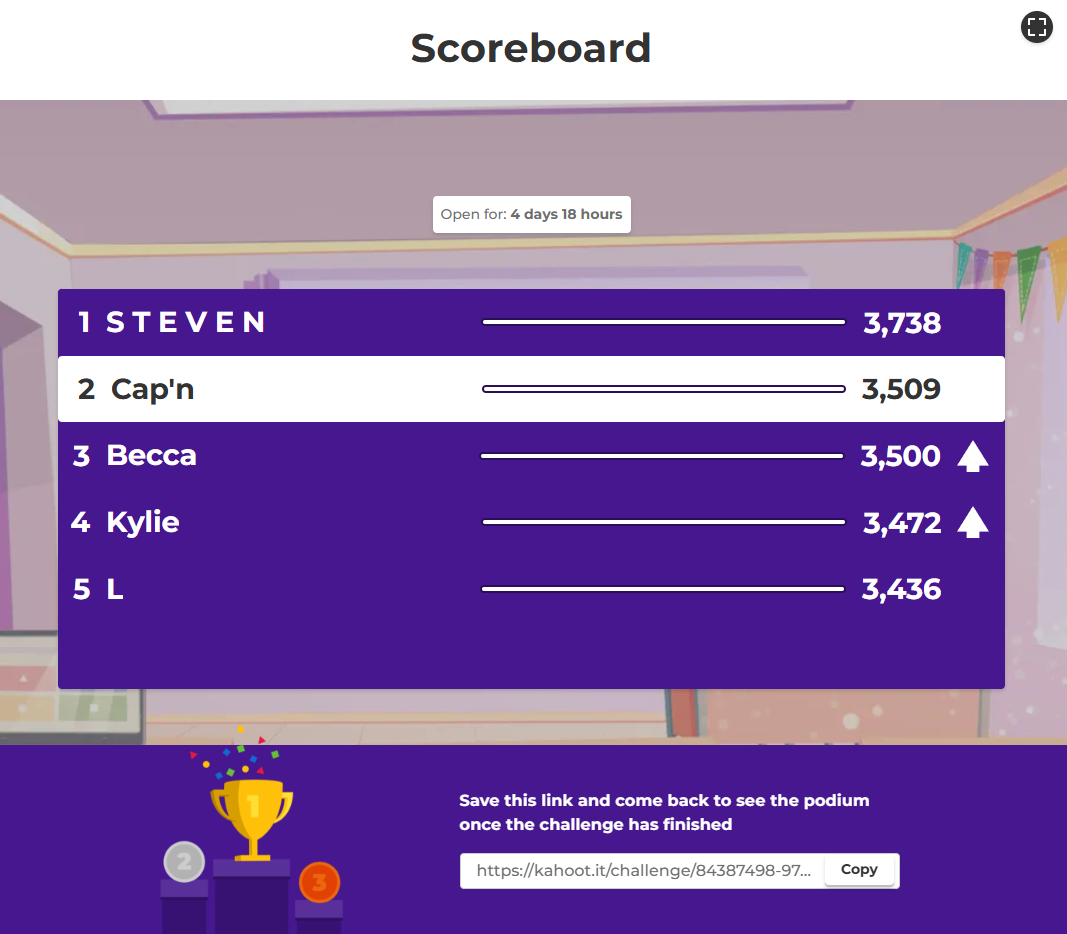 Scoreboard
Open for: 4 days 18 hours
1 S T E V E N 3,738
2 Cap'n 3,509
3 Becca 3,500
4 Kylie 3,472
5 L 3,436
Save this link and come back to see the podium
once the challenge has finished
https://kahoot.it/challenge/84387498-97... Copy
1
2
3